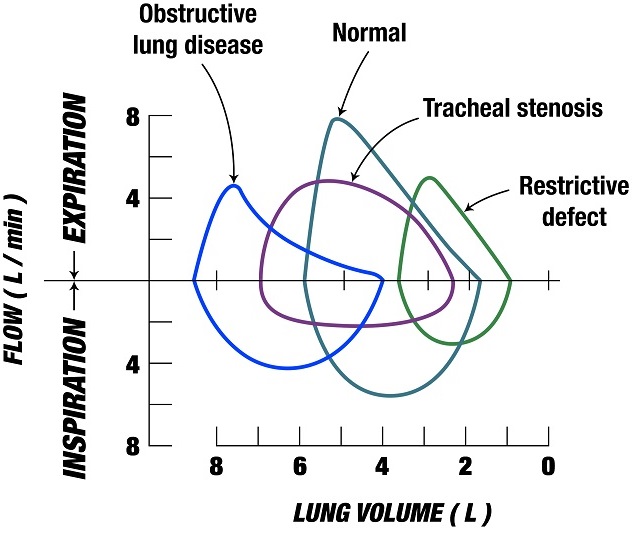 Obstructive
lung disease
Normal
Tracheal stenosis
Restrictive
defect
8
4
4
8
8 6 4 2 0
FLOW ( L / min )
EXPIRATION
INSPIRATION
LUNG VOLUME ( L )